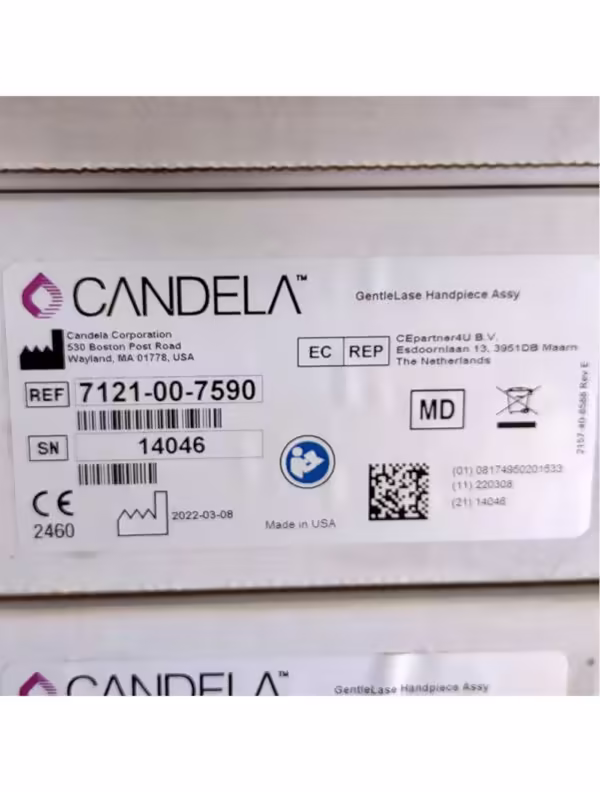 CANDELA™
GentleLase Handpiece Assy
Candela Corporation
530 Boston Post Road
Wayland, MA 01778, USA
EC REP
CEpartner4U B.V.
Esdoornlaan 13, 3951DB Maarn
The Netherlands
REF 7121-00-7590
MD
SN 14046
(01) 08174950201533
(11) 220308
(21) 14046
CE
2460
2022-03-08
Made in USA
2157-40-8588 Rev E
CANDELA™
GentleLase Handpiece Assy